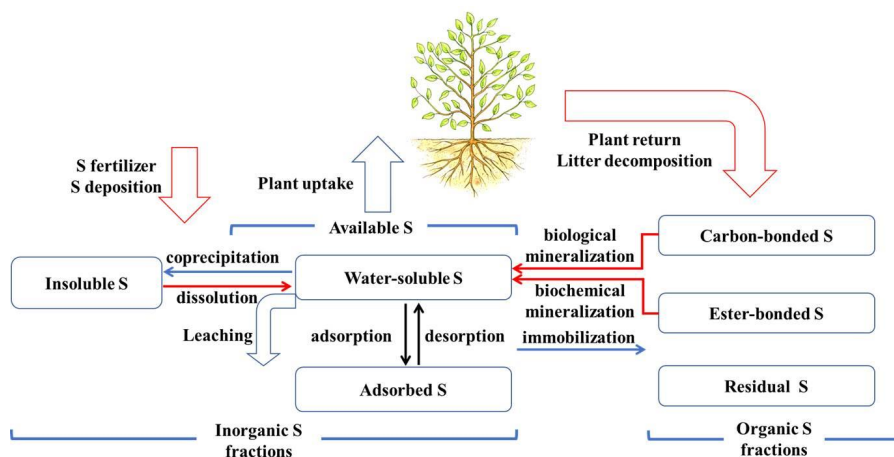 Plant return
Litter decomposition
S fertilizer
S deposition
Plant uptake
Available S
biological
mineralization
Carbon-bonded S
coprecipitation
Insoluble S
Water-soluble S
dissolution
biochemical
mineralization
Ester-bonded S
Leaching
adsorption
desorption
immobilization
Adsorbed S
Residual S
Inorganic S
fractions
Organic S
fractions